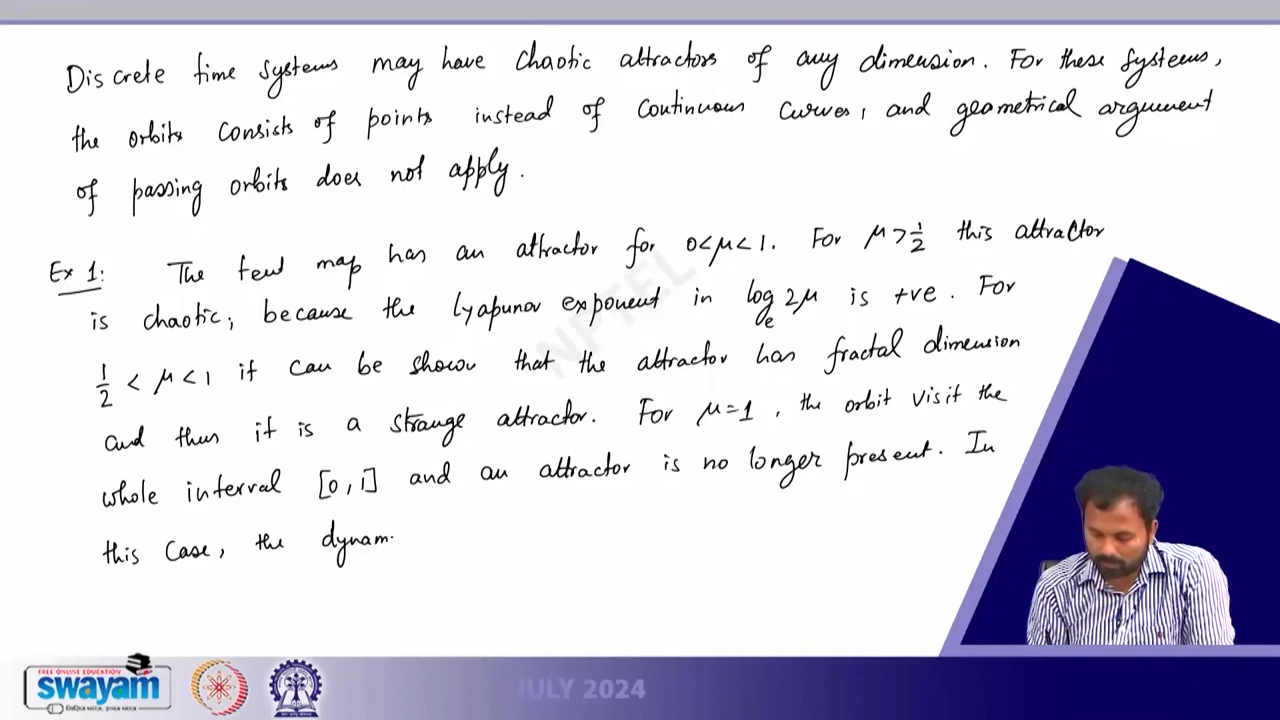 Discrete time systems may have chaotic attractors of any dimension. For these systems,
the orbits consists of points instead of continuous curves, and geometrical argument
of passing orbits does not apply.
Ex 1: The tent map has an attractor for 0<μ<1. For μ>1/2 this attractor
is chaotic, because the Lyapunov exponent in log_e 2μ is +ve. For
1/2 < μ < 1 it can be shown that the attractor has fractal dimension
and thus it is a strange attractor. For μ=1, the orbit visit the
whole interval [0,1] and an attractor is no longer present. In
this case, the dynam
NPTEL
FREE ONLINE EDUCATION
swayam
JULY 2024